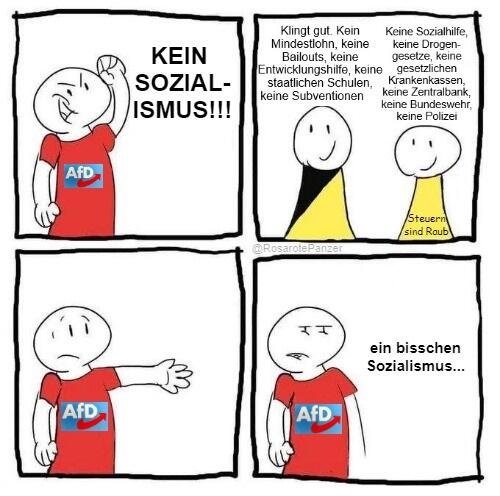 KEIN
SOZIAL-
ISMUS!!!
AfD
Klingt gut. Kein
Mindestlohn, keine
Bailouts, keine
Entwicklungshilfe, keine
staatlichen Schulen,
keine Subventionen
Keine Sozialhilfe,
keine Drogen-
gesetze, keine
gesetzlichen
Krankenkassen,
keine Zentralbank,
keine Bundeswehr,
keine Polizei
Steuern
sind Raub
@RosarotePanzer
AfD
ein bisschen
Sozialismus...
AfD